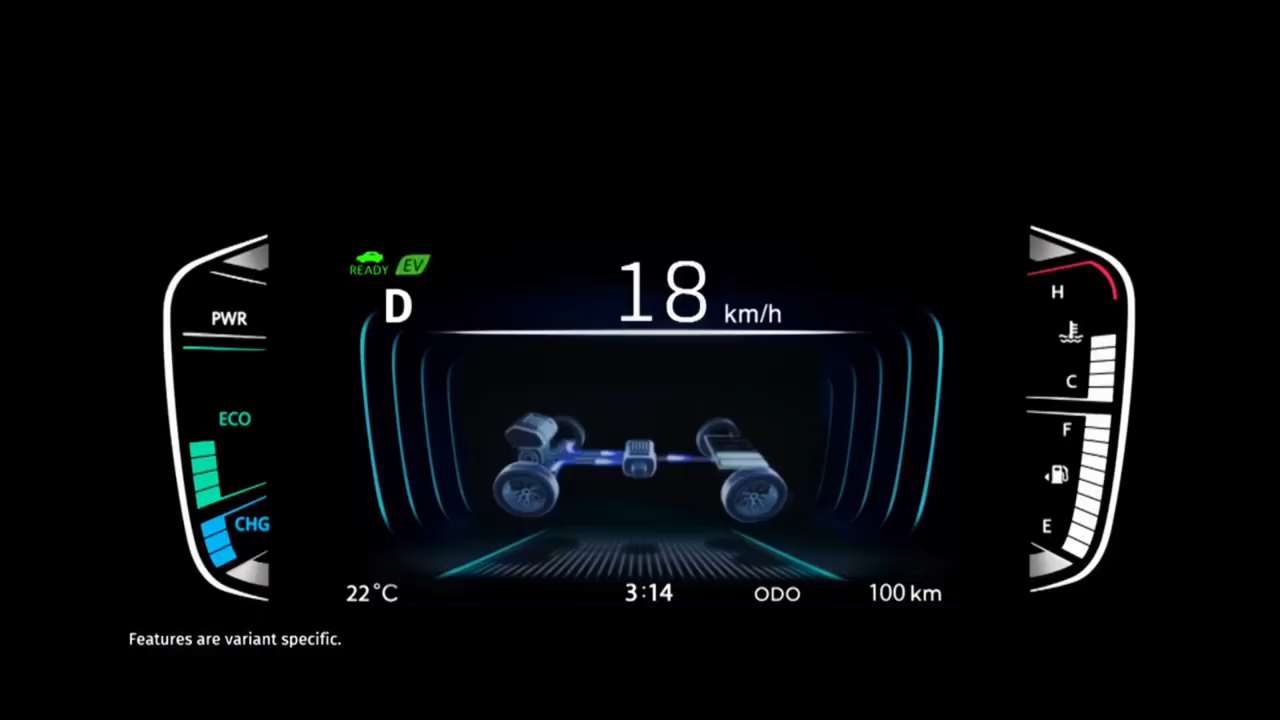 READY EV
D
18 km/h
PWR
ECO
CHG
H
C
F
E
22°C
3:14
ODO
100 km
Features are variant specific.